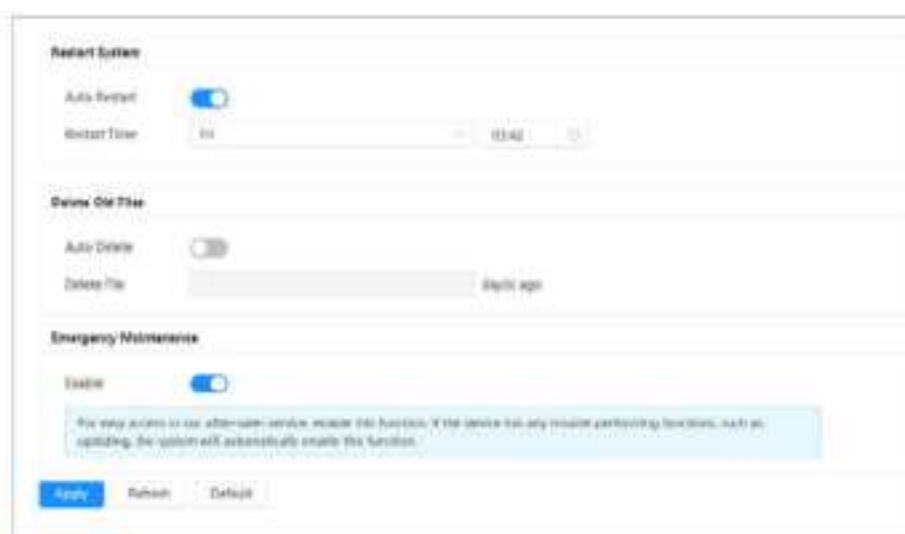 Restart System
Auto Restart
Restart Time
Fri
Delete Old Files
Auto Delete
Delete File
day(s) ago
Emergency Maintenance
Enable
For easy access to our after-sales service, enable this function. If the device has any trouble performing functions, such as
updating, the system will automatically enable this function.
Apply Refresh Default